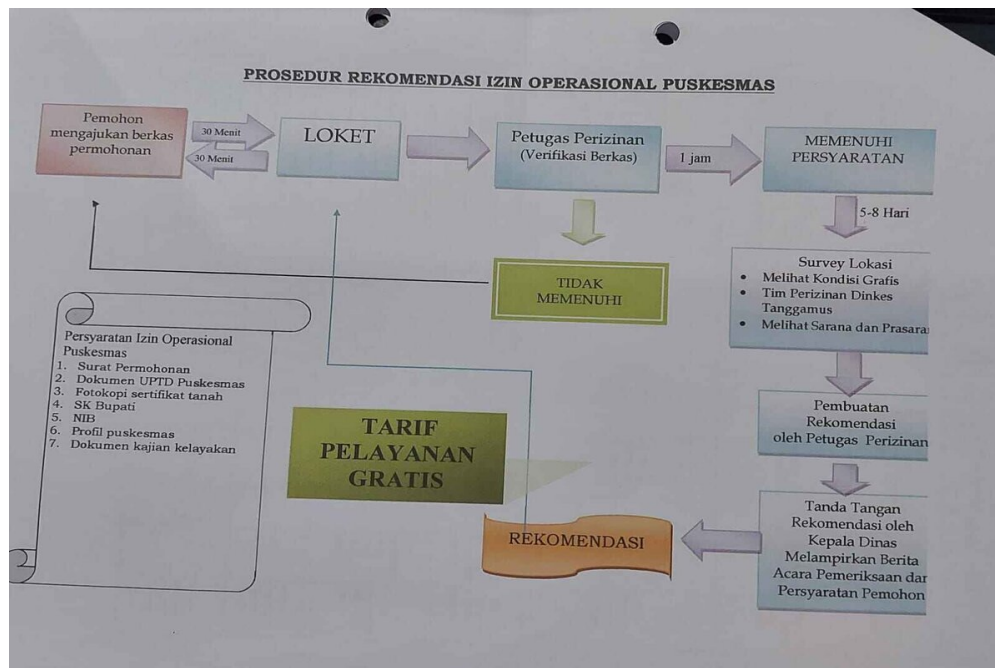 PROSEDUR REKOMENDASI IZIN OPERASIONAL PUSKESMAS
Pemohon
mengajukan berkas
permohonan
30 Menit
30 Menit
LOKET
Petugas Perizinan
(Verifikasi Berkas)
1 jam
MEMENUHI
PERSYARATAN
5-8 Hari
TIDAK
MEMENUHI
Survey Lokasi
• Melihat Kondisi Grafis
• Tim Perizinan Dinkes
Tanggamus
• Melihat Sarana dan
Persyaratan Izin Operasional
Puskesmas
1. Surat Permohonan
2. Dokumen UPTD Puskesmas
3. Fotokopi sertifikat tanah
4. SK Bupati
5. NIB
6. Profil puskesmas
7. Dokumen kajian kelayakan
TARIF
PELAYANAN
GRATIS
Pembuatan
Rekomendasi
oleh Petugas Perizinan
Tanda Tangan
Rekomendasi oleh
Kepala Dinas
Melampirkan Berita
Acara Pemeriksaan
Persyaratan Pemohon
REKOMENDASI